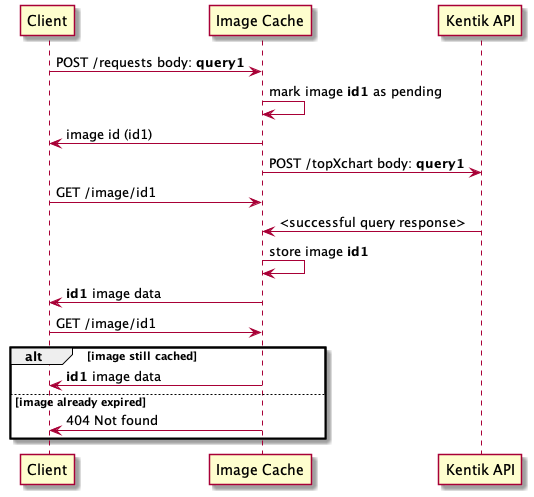 Client Image Cache Kentik API
POST /requests body: query1
mark image id1 as pending
image id (id1)
POST /topXchart body: query1
GET /image/id1
<successful query response>
store image id1
id1 image data
GET /image/id1
alt [image still cached]
id1 image data
[image already expired]
404 Not found
Client Image Cache Kentik API